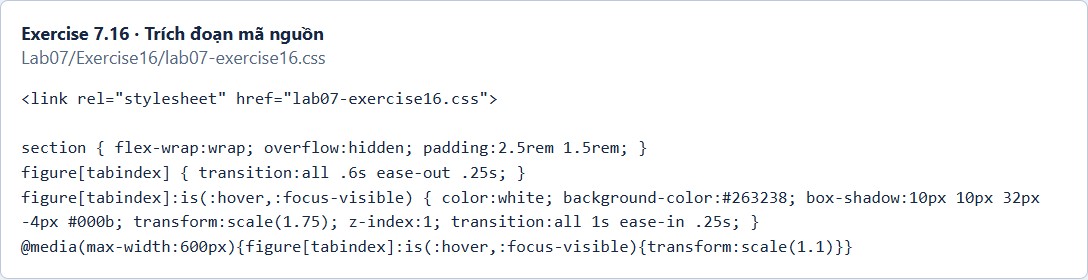 Exercise 7.16 · Trích đoạn mã nguồn
Lab07/Exercise16/lab07-exercise16.css
<link rel="stylesheet" href="lab07-exercise16.css">
section { flex-wrap:wrap; overflow:hidden; padding:2.5rem 1.5rem; }
figure[tabindex] { transition:all .6s ease-out .25s; }
figure[tabindex]:is(:hover,:focus-visible) { color:white; background-color:#263238; box-shadow:10px 10px 32px
-4px #000b; transform:scale(1.75); z-index:1; transition:all 1s ease-in .25s; }
@media(max-width:600px){figure[tabindex]:is(:hover,:focus-visible){transform:scale(1.1)}}